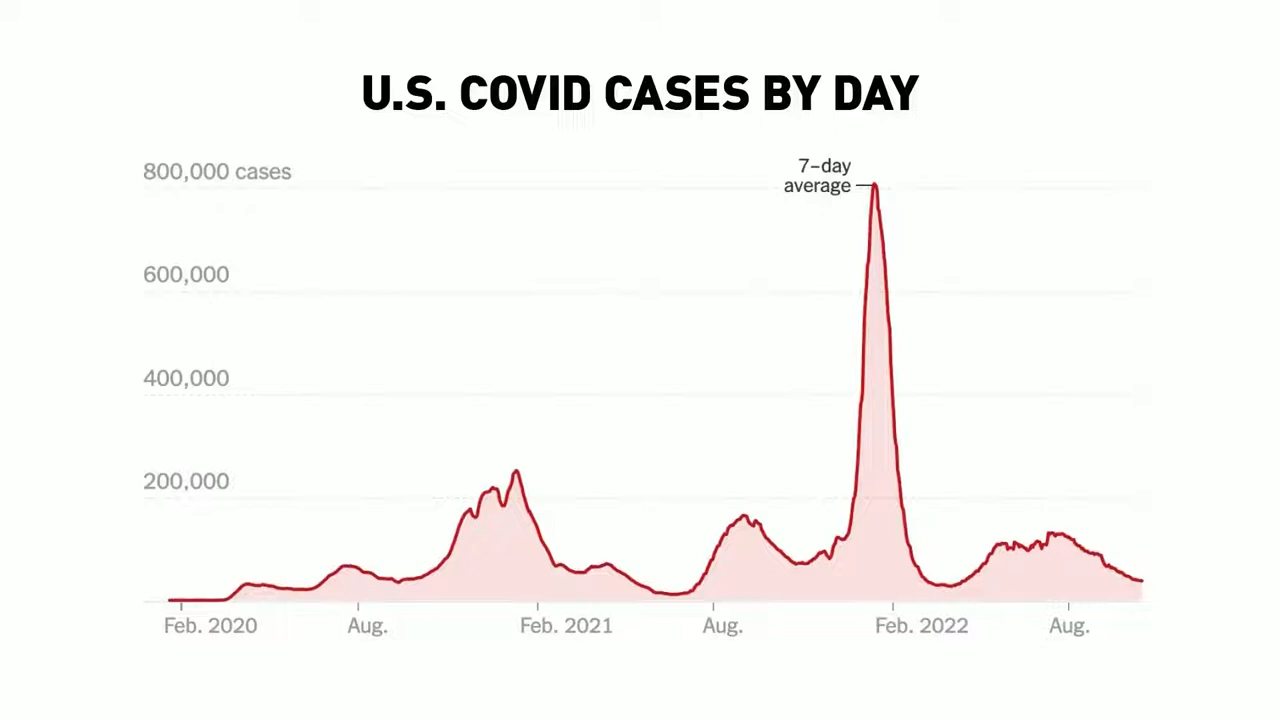 U.S. COVID CASES BY DAY
800,000 cases
7–day
average
600,000
400,000
200,000
Feb. 2020
Aug.
Feb. 2021
Aug.
Feb. 2022
Aug.